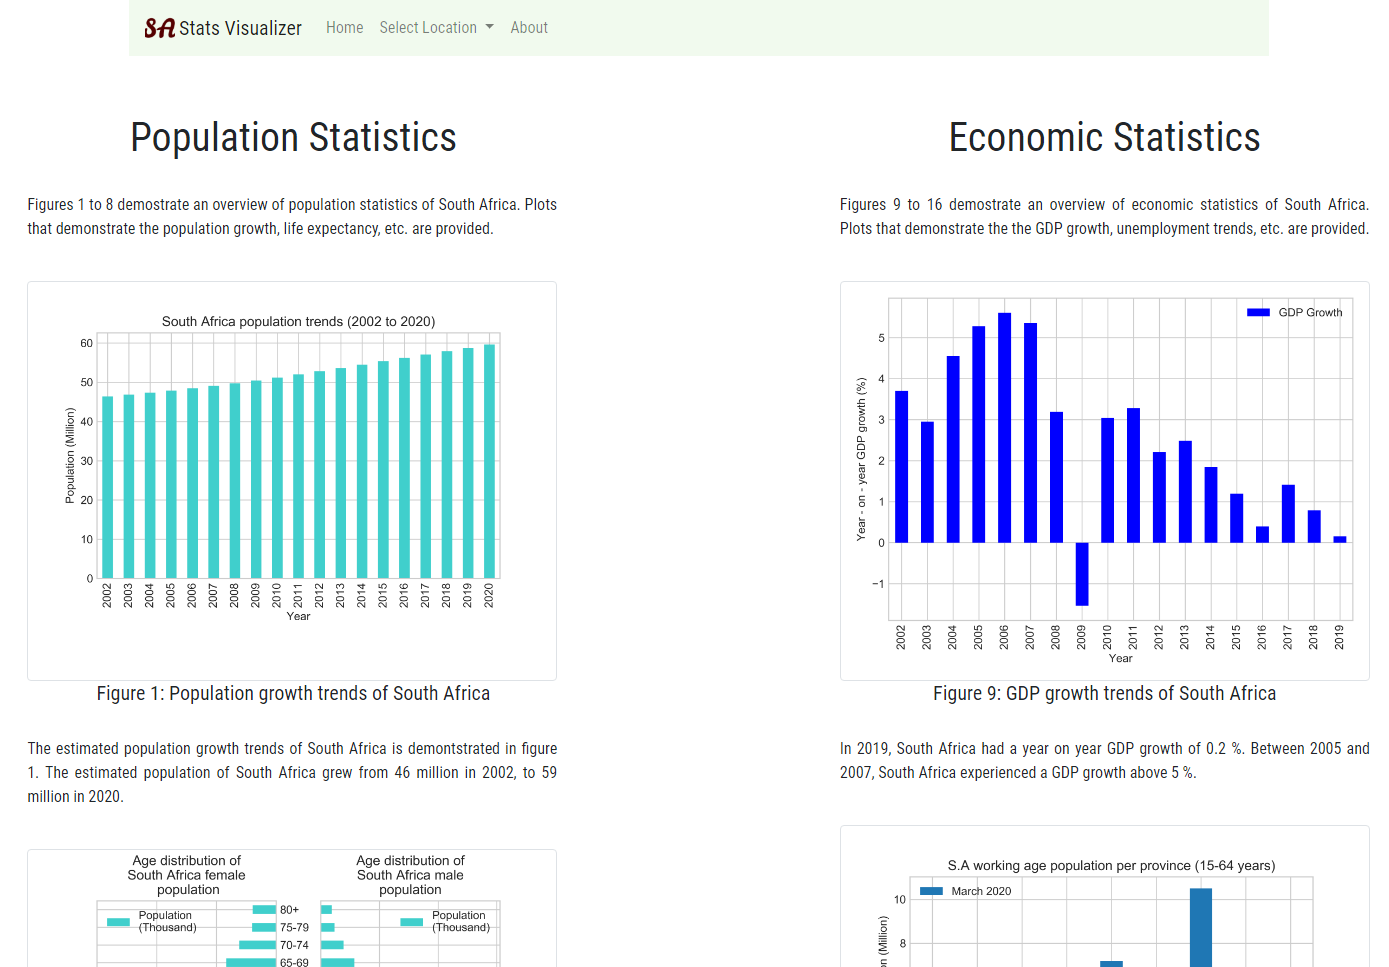 SA Stats Visualizer Home Select Location About
Population Statistics
Figures 1 to 8 demostrate an overview of population statistics of South Africa. Plots
that demonstrate the population growth, life expectancy, etc. are provided.
South Africa population trends (2002 to 2020)
Population (Million)
60
50
40
30
20
10
0
2002 2003 2004 2005 2006 2007 2008 2009 2010 2011 2012 2013 2014 2015 2016 2017 2018 2019 2020
Year
Figure 1: Population growth trends of South Africa
The estimated population growth trends of South Africa is demontstrated in figure
1. The estimated population of South Africa grew from 46 million in 2002, to 59
million in 2020.
Age distribution of
South Africa female
population
Population
(Thousand)
Age distribution of
South Africa male
population
Population
(Thousand)
80+
75-79
70-74
65-69
Economic Statistics
Figures 9 to 16 demostrate an overview of economic statistics of South Africa.
Plots that demonstrate the the GDP growth, unemployment trends, etc. are provided.
GDP Growth
Year - on - year GDP growth (%)
5
4
3
2
1
0
−1
2002 2003 2004 2005 2006 2007 2008 2009 2010 2011 2012 2013 2014 2015 2016 2017 2018 2019
Year
Figure 9: GDP growth trends of South Africa
In 2019, South Africa had a year on year GDP growth of 0.2 %. Between 2005 and
2007, South Africa experienced a GDP growth above 5 %.
S.A working age population per province (15-64 years)
March 2020
10
8
(Million)